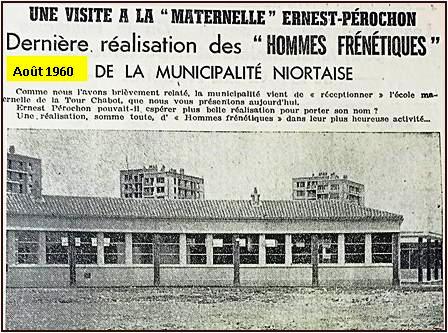 UNE VISITE A LA "MATERNELLE" ERNEST-PÉROCHON
Dernière réalisation des "HOMMES FRÉNÉTIQUES"
Août 1960 DE LA MUNICIPALITÉ NIORTAISE
Comme nous l'avons brièvement relaté, la municipalité vient de « réceptionner » l'école ma-
ernelle de la Tour Chabot, que nous vous présentons aujourd'hui.
Ernest Pérochon pouvait-il espérer plus belle réalisation pour porter son nom ?
Une réalisation, somme toute, d' « Hommes frénétiques » dans leur plus heureuse activité...